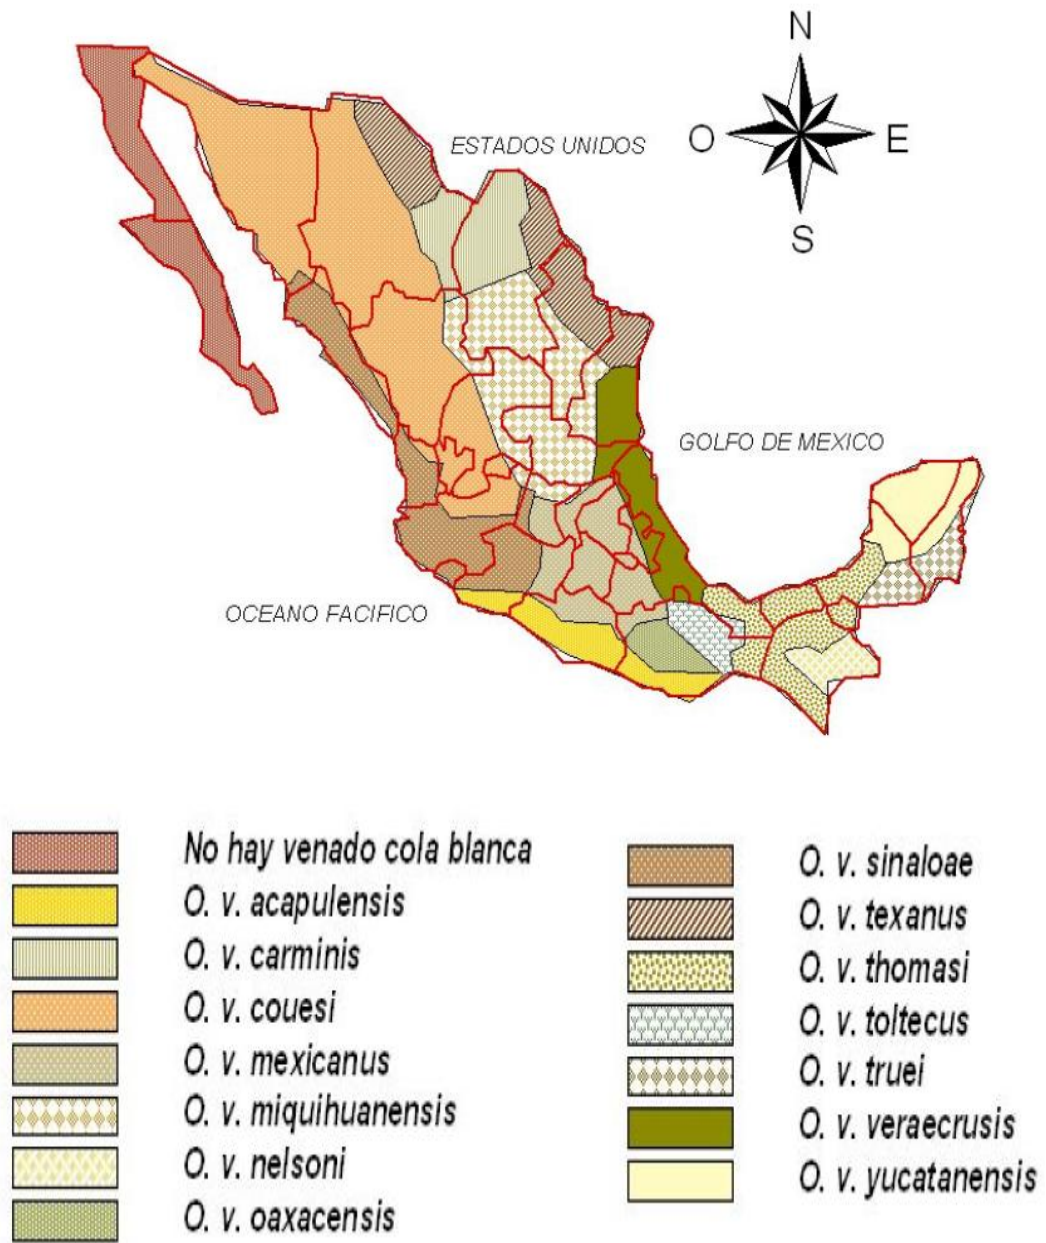 N
ESTADOS UNIDOS
O
E
S
GOLFO DE MEXICO
OCEANO FACIFICO
No hay venado cola blanca
O. v. acapulensis
O. v. carminis
O. v. couesi
O. v. mexicanus
O. v. miquihuanensis
O. v. nelsoni
O. v. oaxacensis
O. v. sinaloae
O. v. texanus
O. v. thomasi
O. v. toltecus
O. v. truei
O. v. veraecrusis
O. v. yucatanensis